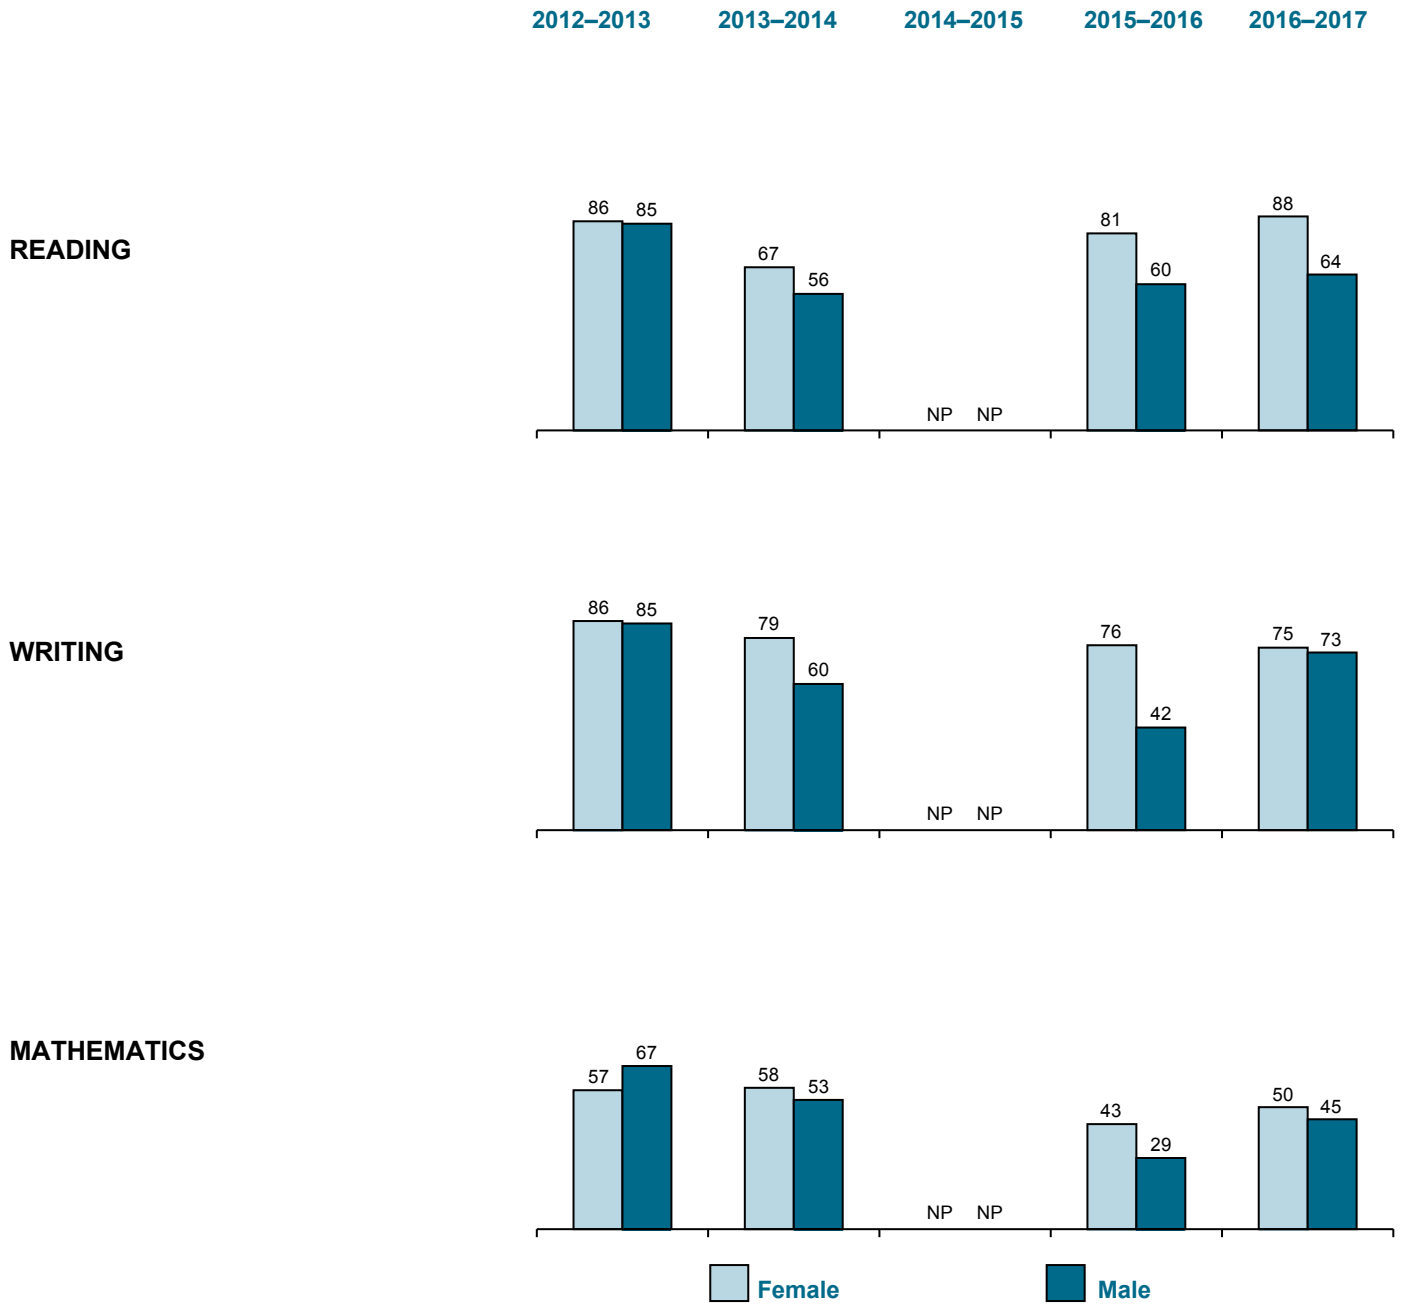 2012–2013 2013–2014 2014–2015 2015–2016 2016–2017
READING
86 85 67 56 NP NP 81 60 88 64
WRITING
86 85 79 60 NP NP 76 42 75 73
MATHEMATICS
57 67 58 53 NP NP 43 29 50 45
Female Male